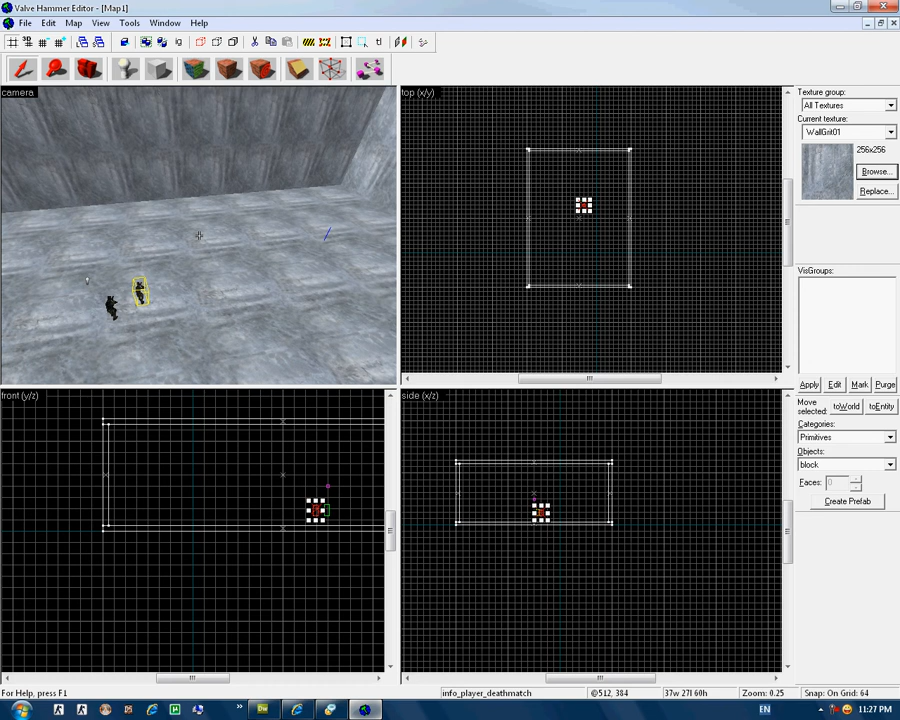 Valve Hammer Editor - [Map1]
File Edit Map View Tools Window Help
camera
top (x/y)
Texture group:
All Textures
Current texture:
WallGrit01
256x256
Browse...
Replace...
VisGroups:
Apply Edit Mark Purge
front (y/z)
side (x/z)
Move selected:
toWorld toEntity
Categories:
Primitives
Objects:
block
Faces: 0
Create Prefab
For Help, press F1
info_player_deathmatch
@512, 384
37w 27l 60h
Zoom: 0.25
Snap: On Grid: 64
EN
11:27 PM